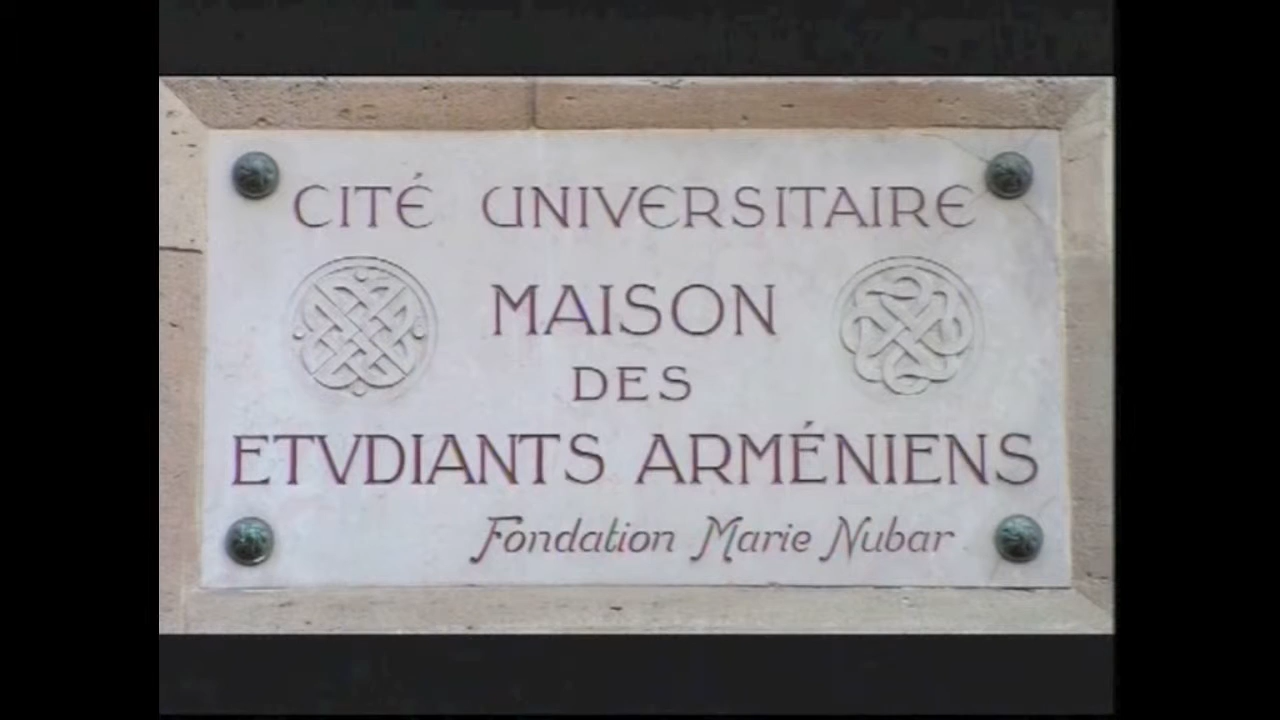 CITÉ UNIVERSITAIRE
MAISON
DES
ETVDIANTS ARMÉNIENS
Fondation Marie Nubar